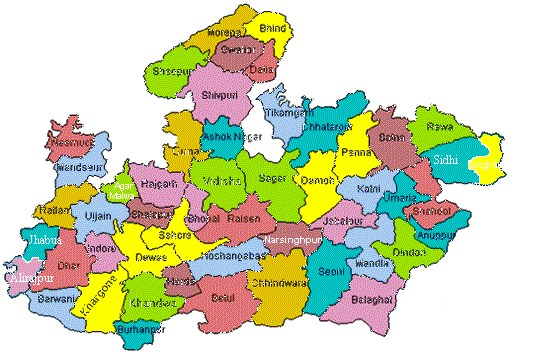 Morena
Bhind
Gwalior
Datia
Sheopur
Shivpuri
Tikamgarh
Chhatarpur
Ashok Nagar
Guna
Panna
Satna
Rewa
Sidhi
Neemuch
Mandsaur
Agar
Malwa
Rajgarh
Vidisha
Sagar
Damoh
Katni
Umaria
Shahdol
Ratlam
Ujjain
Shajapur
Bhopal
Raisen
Jabalpur
Anuppur
Jhabua
Indore
Sehore
Dewas
Narsinghpur
Dindori
Alirajpur
Dhar
Hoshangabad
Mandla
Seoni
Barwani
Khargone
Khandwa
Harda
Betul
Chhindwara
Balaghat
Burhanpur